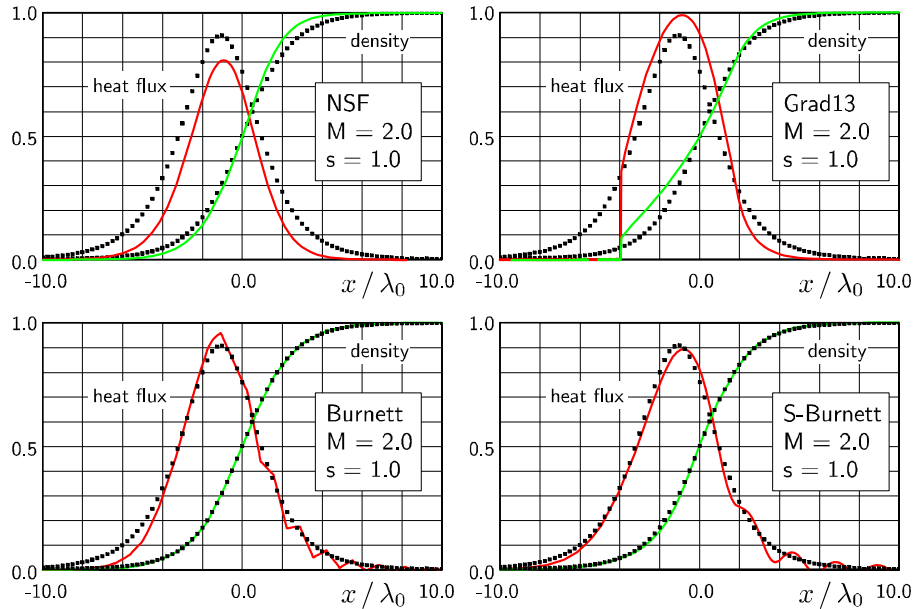 1.0
density
heat flux
NSF
M = 2.0
s = 1.0
0.5
0.0
-10.0
0.0
x / λ₀
10.0
1.0
density
heat flux
Grad13
M = 2.0
s = 1.0
0.5
0.0
-10.0
0.0
x / λ₀
10.0
1.0
density
heat flux
Burnett
M = 2.0
s = 1.0
0.5
0.0
-10.0
0.0
x / λ₀
10.0
1.0
density
heat flux
S-Burnett
M = 2.0
s = 1.0
0.5
0.0
-10.0
0.0
x / λ₀
10.0